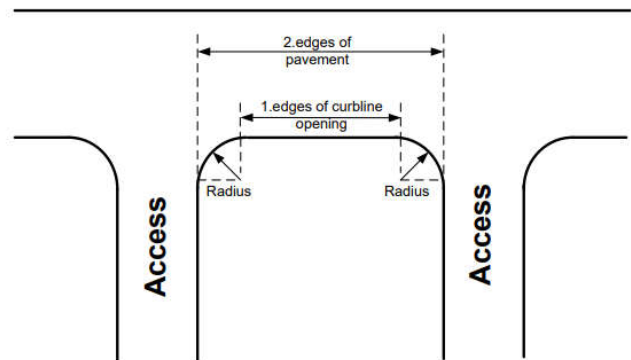 2.edges of
pavement
1.edges of curbline
opening
Radius
Radius
Access
Access